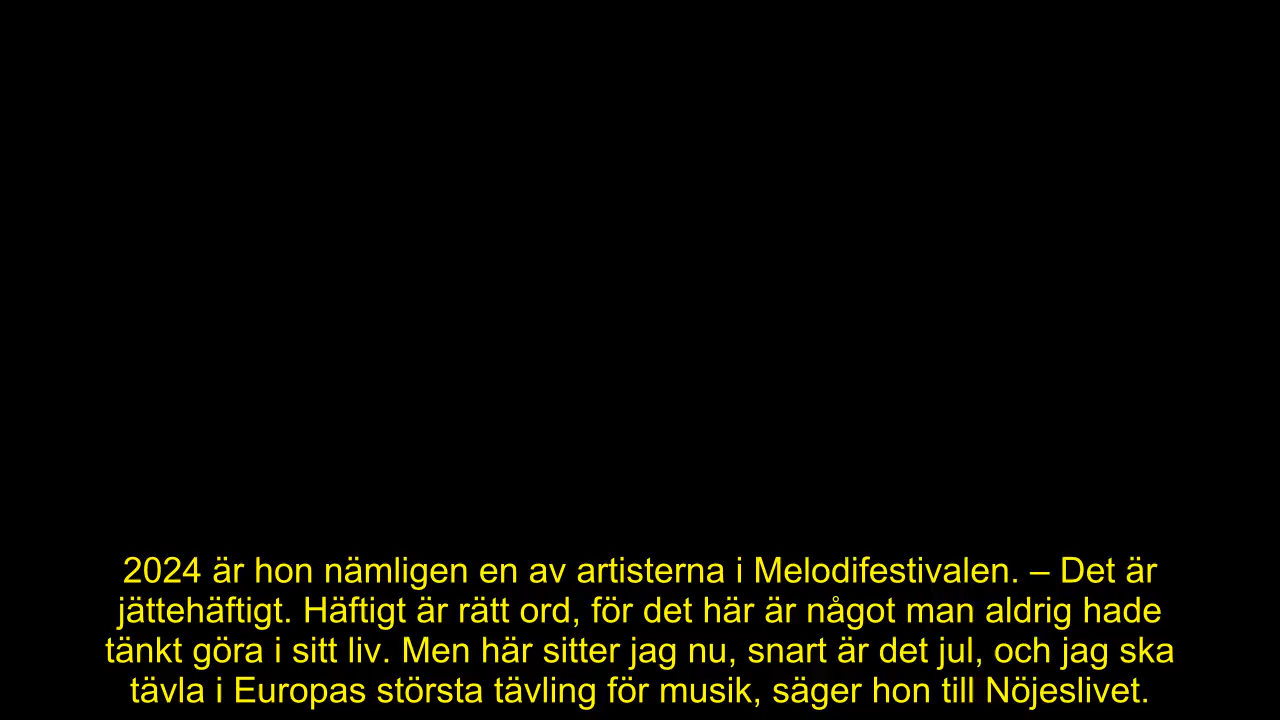 2024 är hon nämligen en av artisterna i Melodifestivalen. – Det är
jättehäftigt. Häftigt är rätt ord, för det här är något man aldrig hade
tänkt göra i sitt liv. Men här sitter jag nu, snart är det jul, och jag ska
tävla i Europas största tävling för musik, säger hon till Nöjeslivet.